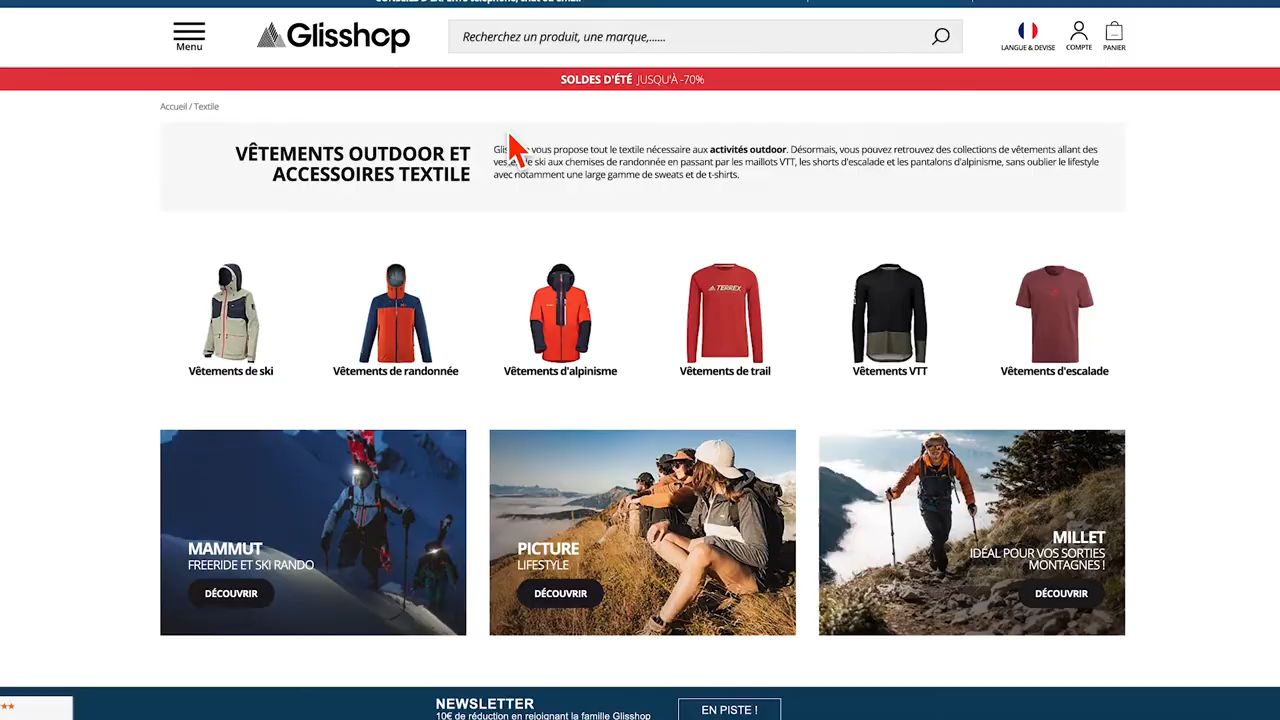 Menu
Glisshop
Recherchez un produit, une marque,......
LANGUE & DEVISE
COMPTE
PANIER
SOLDES D'ÉTÉ JUSQU'À -70%
Accueil / Textile
VÊTEMENTS OUTDOOR ET
ACCESSOIRES TEXTILE
vous propose tout le textile nécessaire aux activités outdoor. Désormais, vous pouvez retrouvez des collections de vêtements allant des
ski aux chemises de randonnée en passant par les maillots VTT, les shorts d'escalade et les pantalons d'alpinisme, sans oublier le lifestyle
avec notamment une large gamme de sweats et de t-shirts.
TERREX
Vêtements de ski
Vêtements de randonnée
Vêtements d'alpinisme
Vêtements de trail
Vêtements VTT
Vêtements d'escalade
MAMMUT
FREERIDE ET SKI RANDO
DÉCOUVRIR
PICTURE
LIFESTYLE
DÉCOUVRIR
MILLET
IDÉAL POUR VOS SORTIES
MONTAGNES !
DÉCOUVRIR
NEWSLETTER
10€ de réduction en rejoignant la famille Glisshop
EN PISTE !